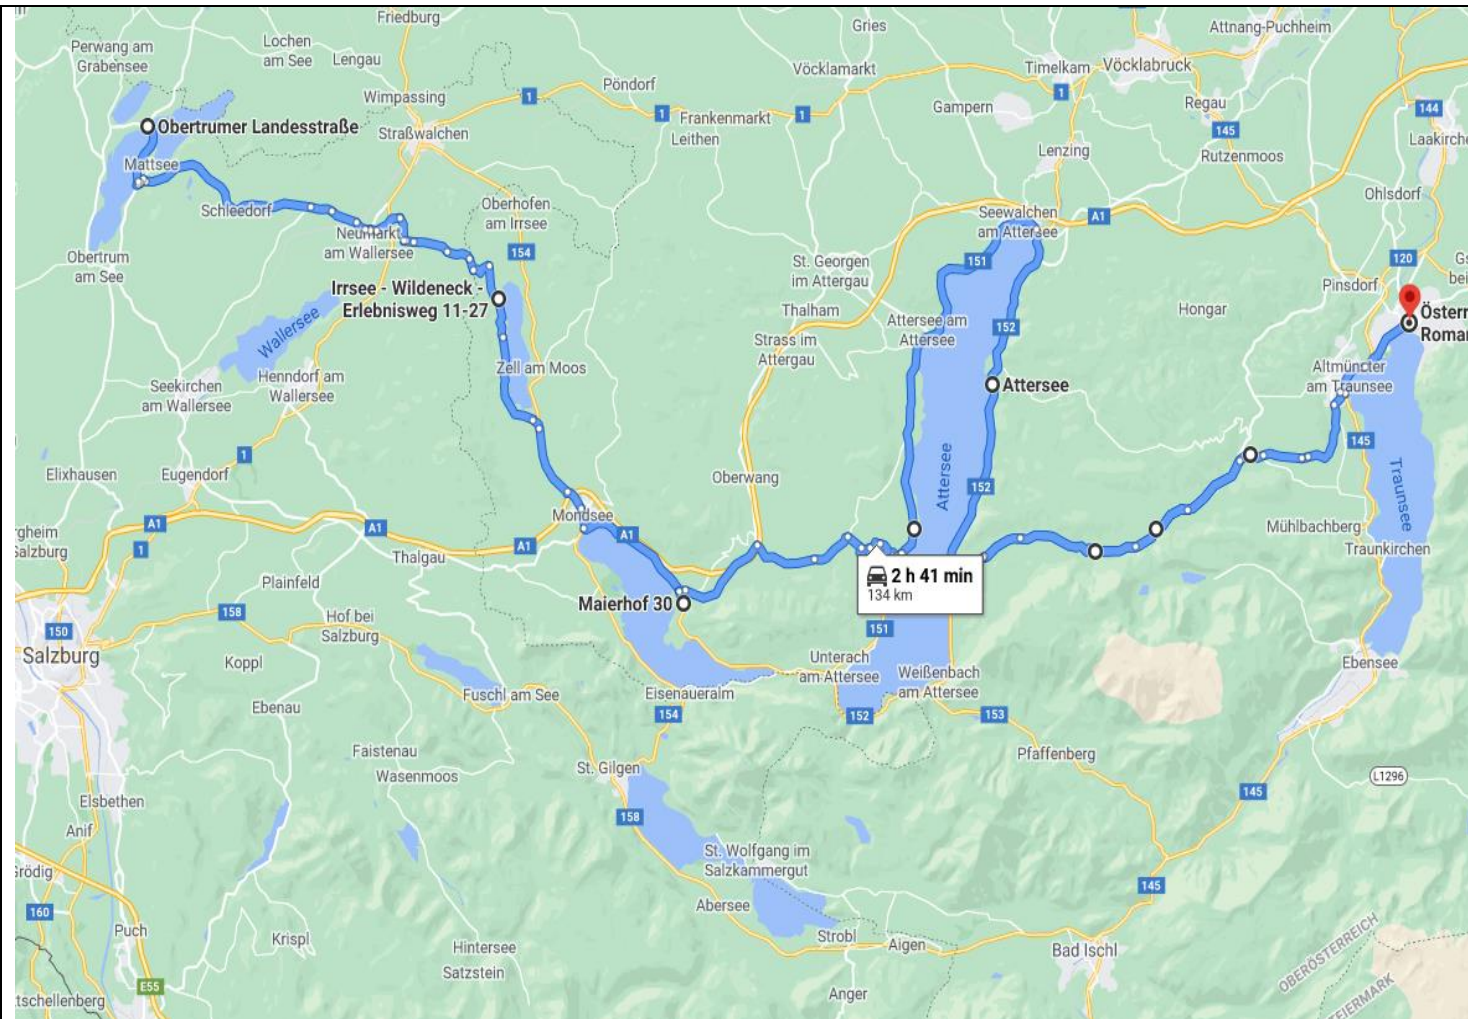 Friedburg
Perwang am
Grabensee
Lochen
am See
Lengau
Gries
Attnang-Puchheim
Vöcklamarkt
Timelkam
Vöcklabruck
Pöndorf
Wimpassing
1
1
Frankenmarkt
1
Gampern
1
Regau
144
Obertrumer Landesstraße
Straßwalchen
Leithen
145
Laakirche
Mattsee
Lenzing
Rutzenmoos
Schleedorf
Oberhofen
am Irrsee
Seewalchen
am Attersee
A1
Ohlsdorf
Neumarkt
am Wallersee
154
151
120
Obertrum
am See
St. Georgen
im Attergau
Pinsdorf
Irrsee - Wildeneck -
Erlebnisweg 11-27
Thalham
Hongar
Wallersee
Attersee am
Attersee
152
Strass im
Attergau
Zell am Moos
Altmünster
am Traunsee
Seekirchen
am Wallersee
Henndorf am
Wallersee
Attersee
145
1
Elixhausen
Eugendorf
Oberwang
Attersee
152
Traunsee
Mondsee
A1
A1
A1
A1
1
Thalgau
Mühlbachberg
Traunkirchen
2 h 41 min
134 km
Plainfeld
Maierhof 30
158
Hof bei
Salzburg
150
Salzburg
151
Koppl
Unterach
am Attersee
Weißenbach
am Attersee
Ebensee
Fuschl am See
Eisenaueralm
Ebenau
154
152
153
Faistenau
Wasenmoos
St. Gilgen
Pfaffenberg
L1296
145
Elsbethen
158
Anif
St. Wolfgang im
Salzkammergut
145
160
Abersee
Puch
Krispl
Hintersee
Satzstein
Strobl
Aigen
Bad Ischl
OBERÖSTERREICH
E55
Anger